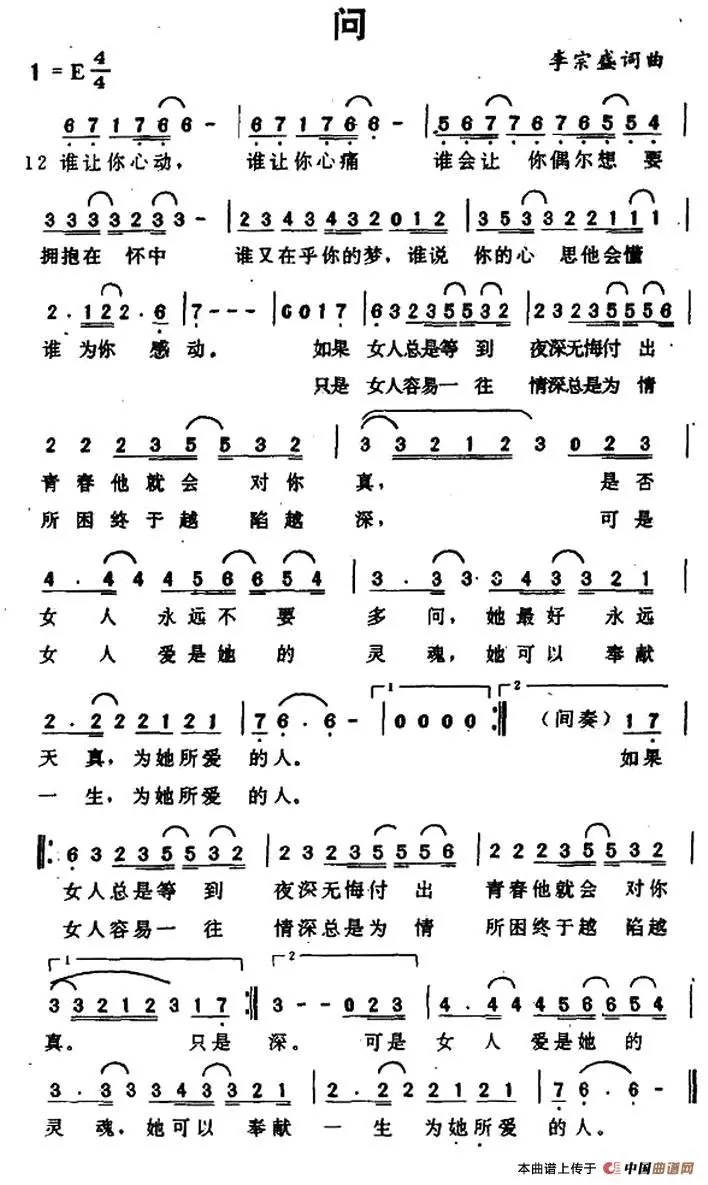 问
1=E 4/4
李宗盛词曲
6 7 1 7 6 6 - | 6 7 1 7 6 6 - | 5 6 7 7 6 7 6 5 5 4 |
12 谁让你心动, 谁让你心痛 谁会让 你偶尔想要
3 3 3 3 2 3 3 - | 2 3 4 3 4 3 2 0 1 2 | 3 5 3 3 2 2 1 1 1 |
拥抱在 怀中 谁又在乎你的梦, 谁说 你的心 思他会懂
2 . 1 2 2 . 6 | 7 - - - | 0 0 1 7 | 6 3 2 3 5 5 3 2 | 2 3 2 3 5 5 5 6 |
谁 为你 感动。 如果 女人总是等 到 夜深无悔付 出
只是 女人容易一 往 情深总是为 情
2 2 2 3 5 5 3 2 | 3 3 2 1 2 3 0 2 3 |
青春他就会 对你 真, 是否
所困终于越 陷越 深, 可是
4 . 4 4 4 5 6 6 5 4 | 3 . 3 3 3 4 3 3 2 1 |
女 人 永远不 要 多 问, 她最好 永远
女 人 爱是她 的 灵 魂, 她可以 奉献
1 2
2 . 2 2 2 1 2 1 | 7 6 . 6 - | 0 0 0 0 :‖ (间奏) 1 7 |
天 真, 为她所爱 的人。 如果
一 生, 为她所爱 的人。
‖: 6 3 2 3 5 5 3 2 | 2 3 2 3 5 5 5 6 | 2 2 2 3 5 5 3 2 |
女人总是等 到 夜深无悔付 出 青春他就会 对你
女人容易一 往 情深总是为 情 所困终于越 陷越
1 2
3 3 2 1 2 3 1 7 :‖ 3 - - 0 2 3 | 4 . 4 4 4 5 6 6 5 4 |
真。 只是 深。 可是 女 人 爱是她 的
3 . 3 3 3 4 3 3 2 1 | 2 . 2 2 2 1 2 1 | 7 6 . 6 - ‖
灵 魂, 她可以 奉献 一 生 为她所爱 的人。
本曲谱上传于 中国曲谱网